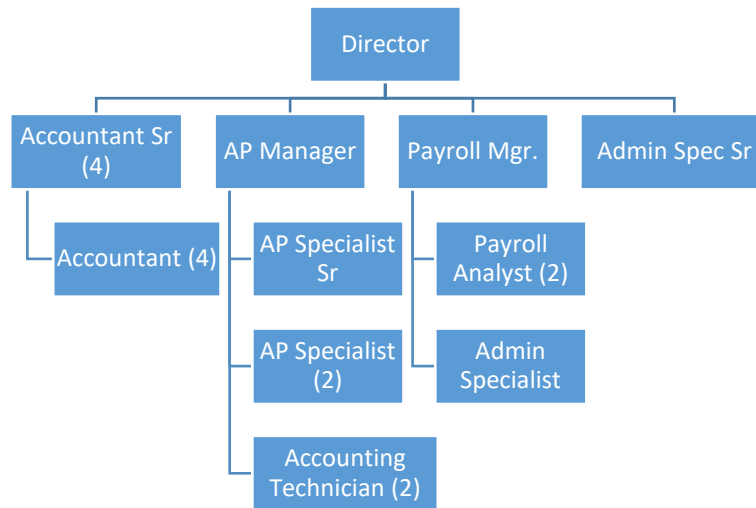 Director
Accountant Sr
(4)
AP Manager
Payroll Mgr.
Admin Spec Sr
Accountant (4)
AP Specialist
Sr
Payroll
Analyst (2)
AP Specialist
(2)
Admin
Specialist
Accounting
Technician (2)